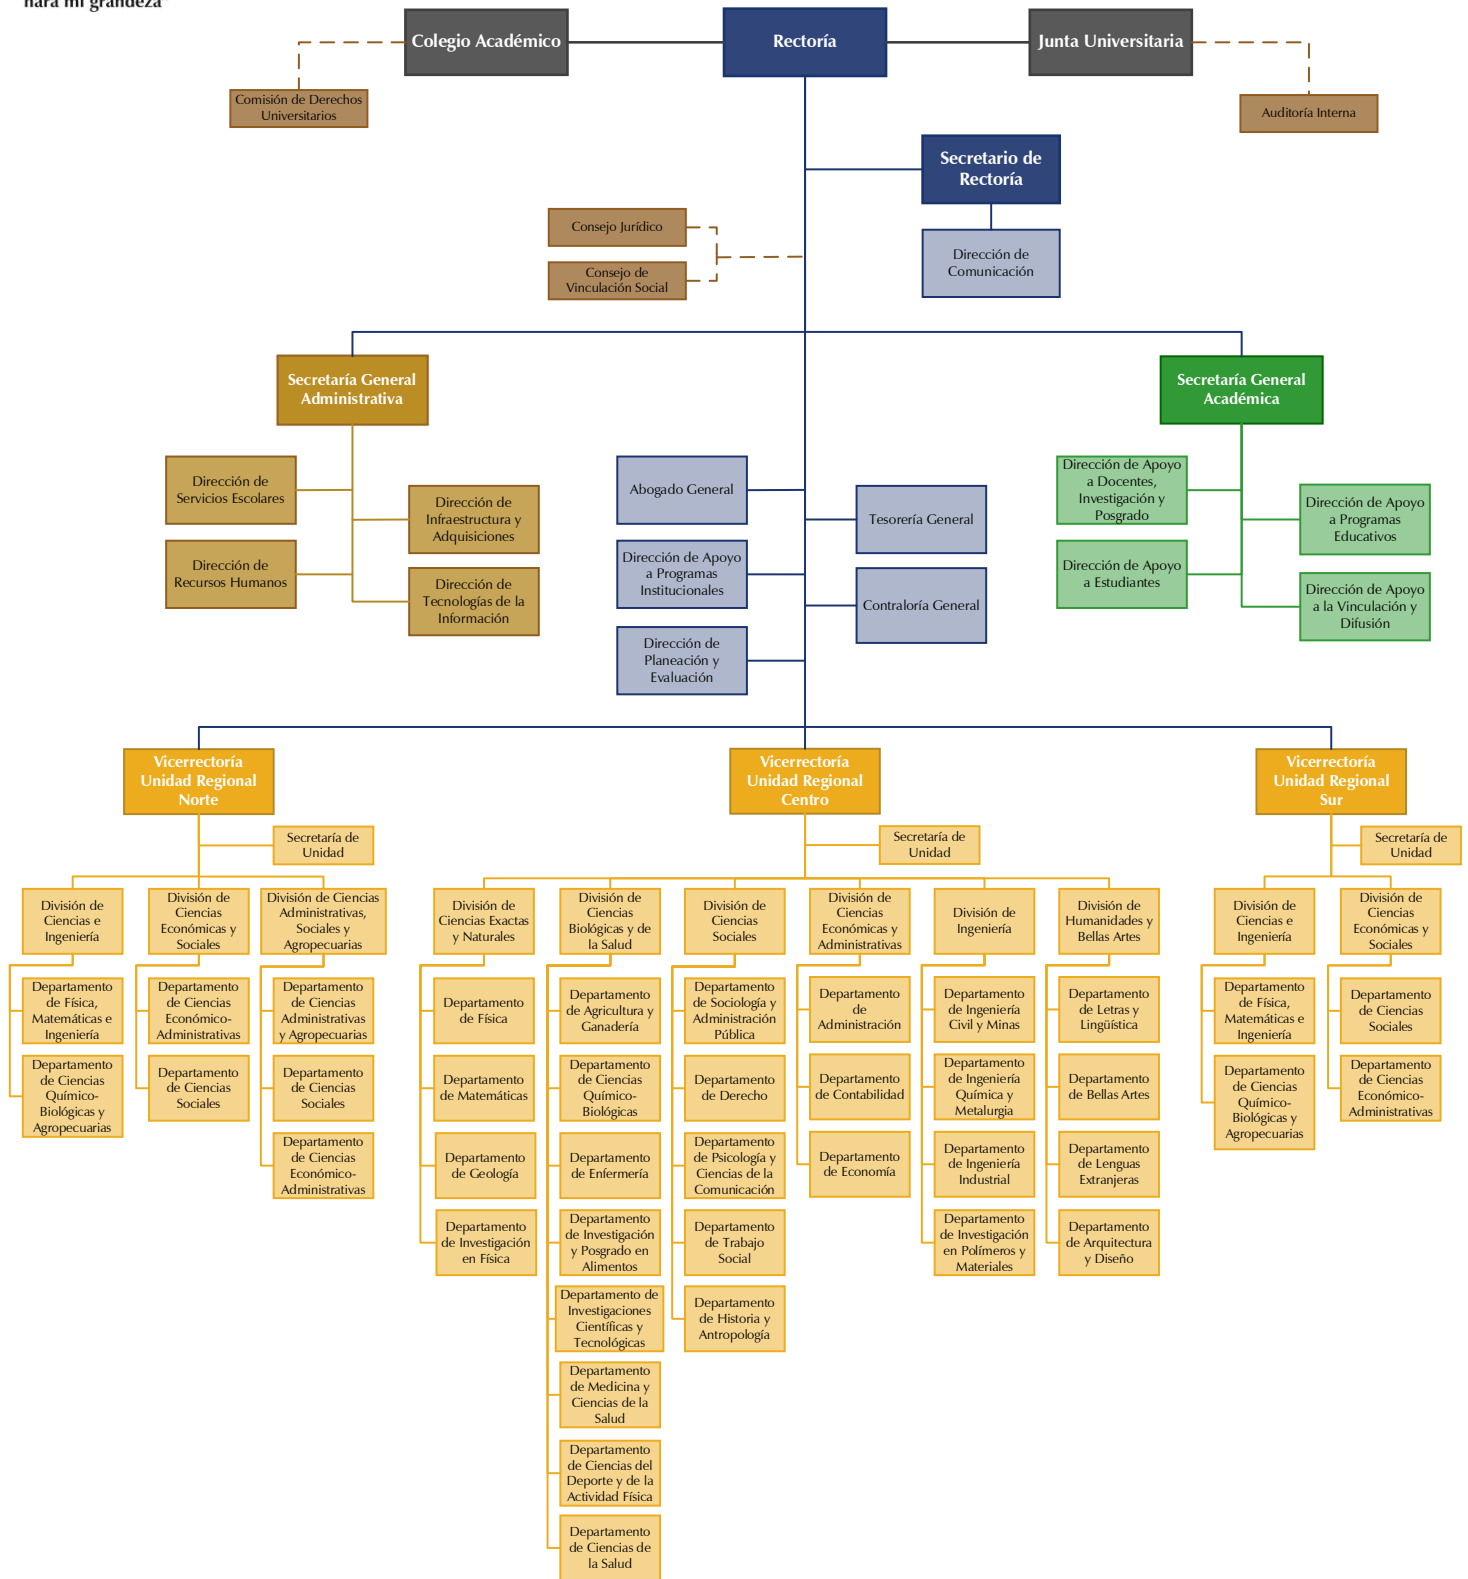 hará mi grandeza"
Colegio Académico
Rectoría
Junta Universitaria
Comisión de Derechos
Universitarios
Auditoría Interna
Secretario de
Rectoría
Consejo Jurídico
Dirección de
Comunicación
Consejo de
Vinculación Social
Secretaría General
Administrativa
Secretaría General
Académica
Dirección de
Servicios Escolares
Dirección de
Infraestructura y
Adquisiciones
Dirección de
Recursos Humanos
Dirección de
Tecnologías de la
Información
Abogado General
Tesorería General
Dirección de Apoyo
a Programas
Institucionales
Contraloría General
Dirección de
Planeación y
Evaluación
Dirección de Apoyo
a Docentes,
Investigación y
Posgrado
Dirección de Apoyo
a Programas
Educativos
Dirección de Apoyo
a Estudiantes
Dirección de Apoyo
a la Vinculación y
Difusión
Vicerrectoría
Unidad Regional
Norte
Secretaría de
Unidad
División de
Ciencias e
Ingeniería
Departamento
de Física,
Matemáticas e
Ingeniería
Departamento
de Ciencias
Químico-
Biológicas y
Agropecuarias
División de
Ciencias
Económicas y
Sociales
Departamento
de Ciencias
Económico-
Administrativas
Departamento
de Ciencias
Sociales
División de Ciencias
Administrativas,
Sociales y
Agropecuarias
Departamento
de Ciencias
Administrativas
y Agropecuarias
Departamento
de Ciencias
Sociales
Departamento
de Ciencias
Económico-
Administrativas
Vicerrectoría
Unidad Regional
Centro
Secretaría de
Unidad
División de
Ciencias Exactas
y Naturales
Departamento
de Física
Departamento
de Matemáticas
Departamento
de Geología
Departamento
de Investigación
en Física
División de
Ciencias
Biológicas y de
la Salud
Departamento
de Agricultura y
Ganadería
Departamento
de Ciencias
Químico-
Biológicas
Departamento
de Enfermería
Departamento
de Investigación
y Posgrado en
Alimentos
Departamento de
Investigaciones
Científicas y
Tecnológicas
Departamento
de Medicina y
Ciencias de la
Salud
Departamento
de Ciencias del
Deporte y de la
Actividad Física
Departamento
de Ciencias de
la Salud
División de
Ciencias
Sociales
Departamento
de Sociología y
Administración
Pública
Departamento
de Derecho
Departamento
de Psicología y
Ciencias de la
Comunicación
Departamento
de Trabajo
Social
Departamento
de Historia y
Antropología
División de
Ciencias
Económicas y
Administrativas
Departamento
de
Administración
Departamento
de Contabilidad
Departamento
de Economía
División de
Ingeniería
Departamento
de Ingeniería
Civil y Minas
Departamento
de Ingeniería
Química y
Metalurgia
Departamento
de Ingeniería
Industrial
Departamento
de Investigación
en Polímeros y
Materiales
División de
Humanidades y
Bellas Artes
Departamento
de Letras y
Lingüística
Departamento
de Bellas Artes
Departamento
de Lenguas
Extranjeras
Departamento
de Arquitectura
y Diseño
Vicerrectoría
Unidad Regional
Sur
Secretaría de
Unidad
División de
Ciencias e
Ingeniería
Departamento
de Física,
Matemáticas e
Ingeniería
Departamento
de Ciencias
Químico-
Biológicas y
Agropecuarias
División de
Ciencias
Económicas y
Sociales
Departamento
de Ciencias
Sociales
Departamento
de Ciencias
Económico-
Administrativas